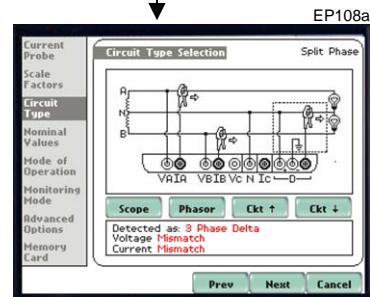 EP108a
Current
Probe
Scale
Factors
Circuit
Type
Nominal
Values
Mode of
Operation
Monitoring
Mode
Advanced
Options
Memory
Card
Circuit Type Selection
Split Phase
A
N
B
VA IA VB IB VC N IC D
Scope
Phasor
Ckt ↑
Ckt ↓
Detected as: 3 Phase Delta
Voltage Mismatch
Current Mismatch
Prev
Next
Cancel